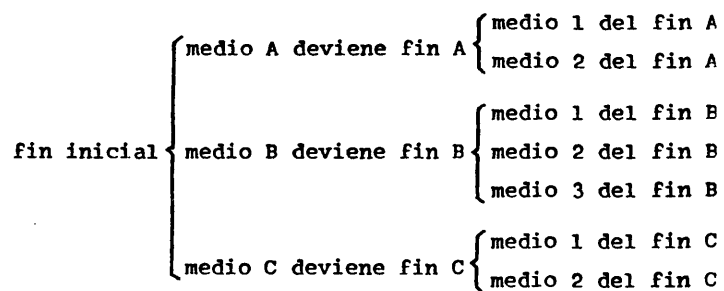 medio 1 del fin A
medio A deviene fin A
medio 2 del fin A
medio 1 del fin B
fin inicial medio B deviene fin B medio 2 del fin B
medio 3 del fin B
medio 1 del fin C
medio C deviene fin C
medio 2 del fin C